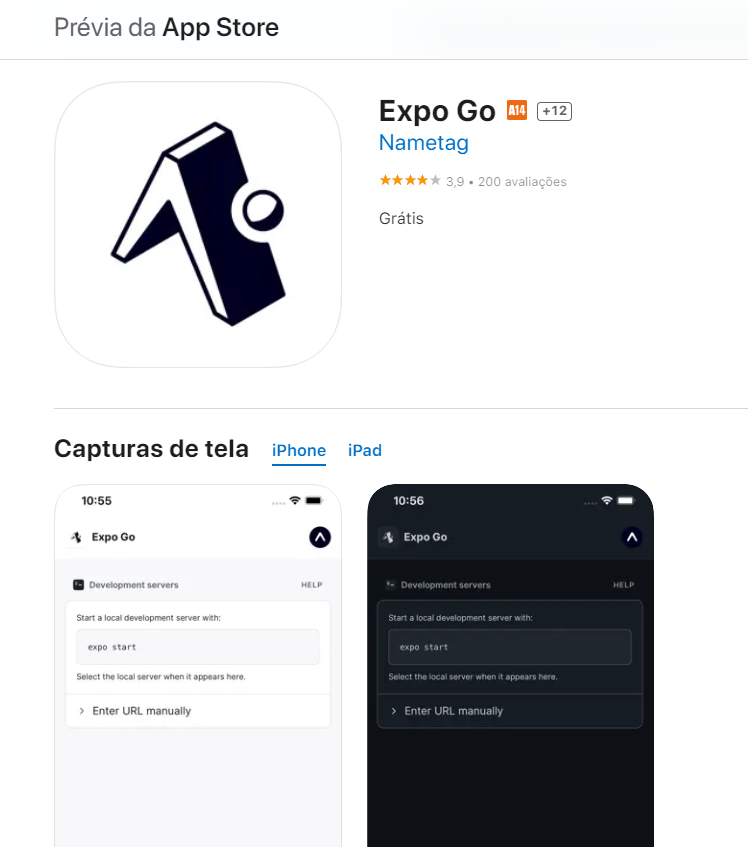 Prévia da App Store
Expo Go A14 +12
Nametag
3,9 • 200 avaliações
Grátis
Capturas de tela iPhone iPad
10:55
Expo Go
Development servers HELP
Start a local development server with:
expo start
Select the local server when it appears here.
Enter URL manually
10:56
Expo Go
Development servers HELP
Start a local development server with:
expo start
Select the local server when it appears here.
Enter URL manually